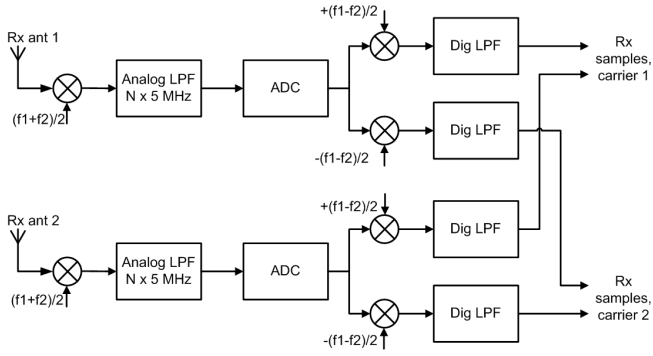 +(f1-f2)/2
Rx ant 1
Analog LPF
N x 5 MHz
ADC
Dig LPF
Rx
samples,
carrier 1
(f1+f2)/2
Dig LPF
-(f1-f2)/2
+(f1-f2)/2
Rx ant 2
Analog LPF
N x 5 MHz
ADC
Dig LPF
(f1+f2)/2
Dig LPF
Rx
samples,
carrier 2
-(f1-f2)/2